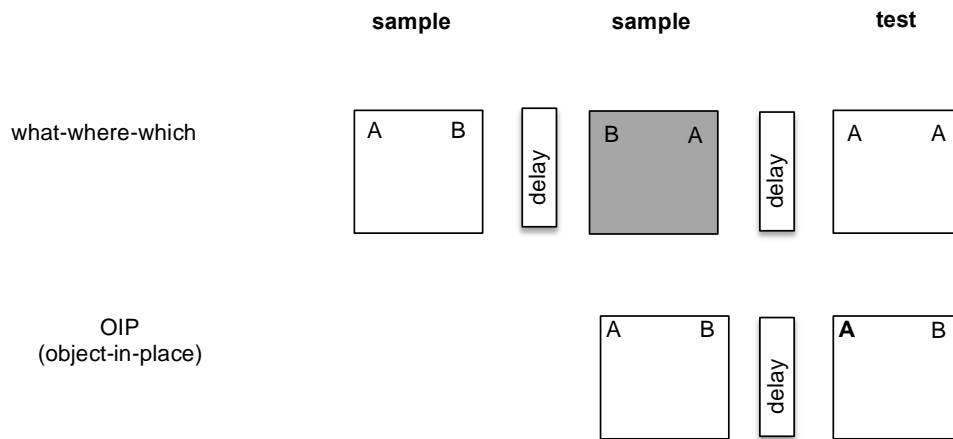 sample sample test
what-where-which
A B
delay
B A
delay
A A
OIP
(object-in-place)
A B
delay
A B